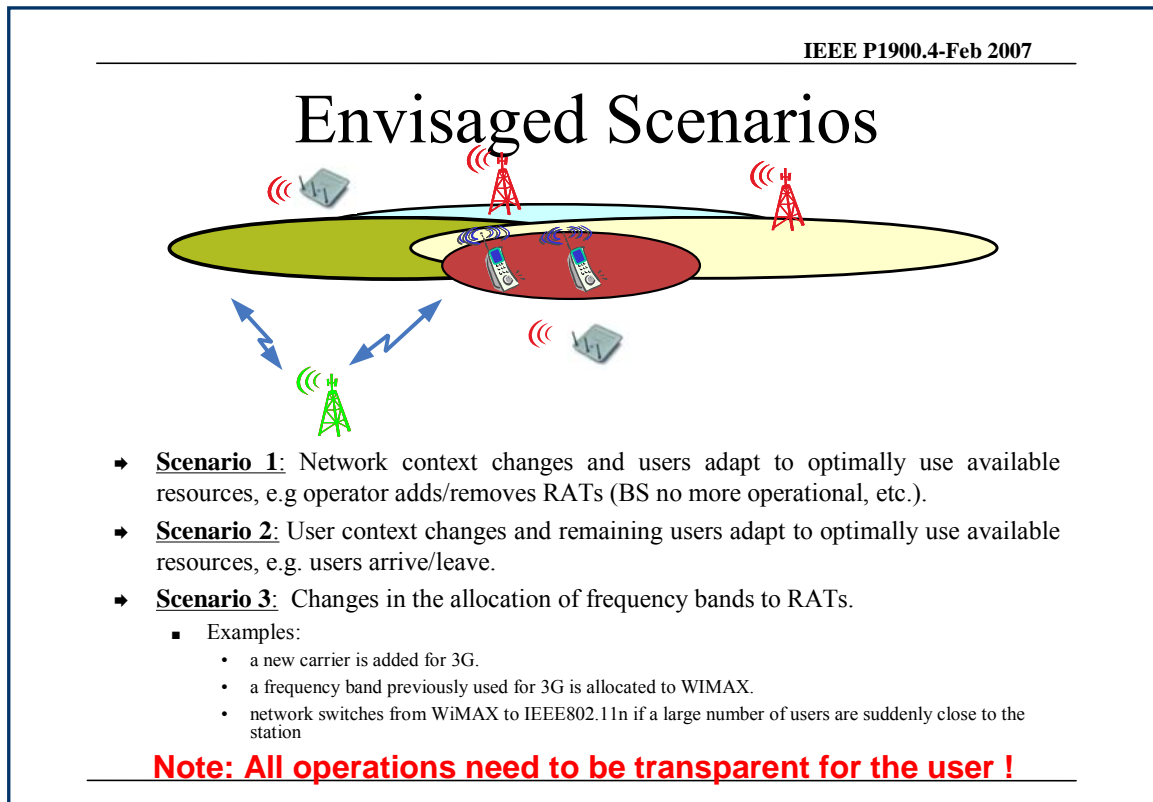 IEEE P1900.4-Feb 2007
Envisaged Scenarios
➔ Scenario 1: Network context changes and users adapt to optimally use available
resources, e.g operator adds/removes RATs (BS no more operational, etc.).
➔ Scenario 2: User context changes and remaining users adapt to optimally use available
resources, e.g. users arrive/leave.
➔ Scenario 3: Changes in the allocation of frequency bands to RATs.
■ Examples:
• a new carrier is added for 3G.
• a frequency band previously used for 3G is allocated to WIMAX.
• network switches from WiMAX to IEEE802.11n if a large number of users are suddenly close to the
station
Note: All operations need to be transparent for the user !